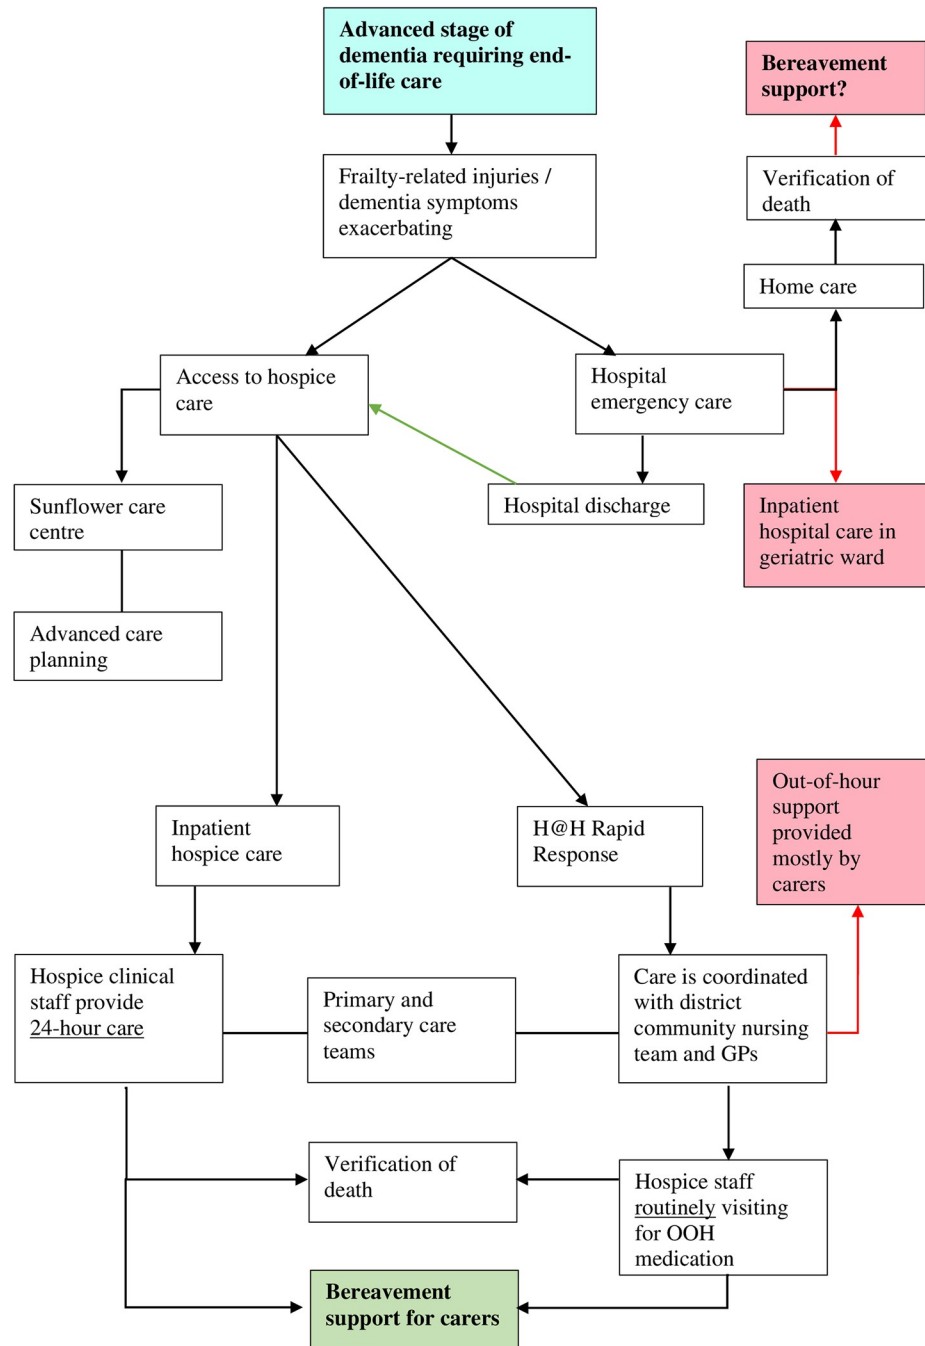 Advanced stage of
dementia requiring end-
of-life care
Bereavement
support?
Frailty-related injuries /
dementia symptoms
exacerbating
Verification of
death
Home care
Access to hospice
care
Hospital
emergency care
Sunflower care
centre
Hospital discharge
Inpatient
hospital care in
geriatric ward
Advanced care
planning
Inpatient
hospice care
H@H Rapid
Response
Out-of-hour
support
provided
mostly by
carers
Hospice clinical
staff provide
24-hour care
Primary and
secondary care
teams
Care is coordinated
with district
community nursing
team and GPs
Verification of
death
Hospice staff
routinely visiting
for OOH
medication
Bereavement
support for carers